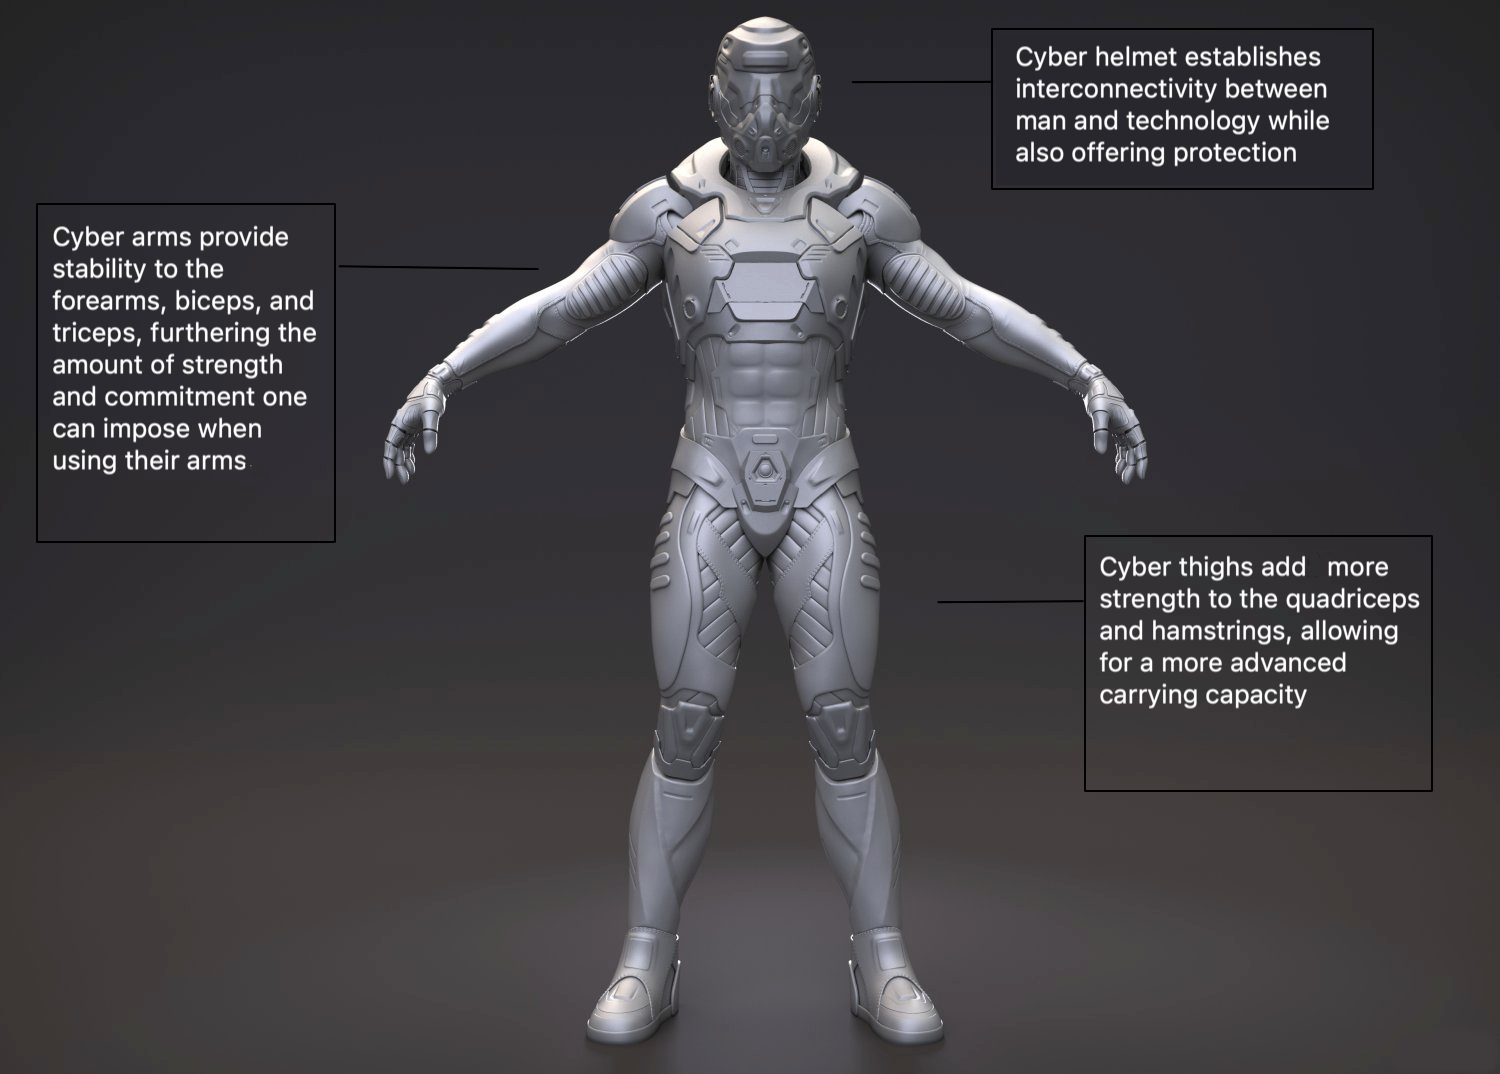 Cyber helmet establishes
interconnectivity between
man and technology while
also offering protection
Cyber arms provide
stability to the
forearms, biceps, and
triceps, furthering the
amount of strength
and commitment one
can impose when
using their arms
Cyber thighs add more
strength to the quadriceps
and hamstrings, allowing
for a more advanced
carrying capacity